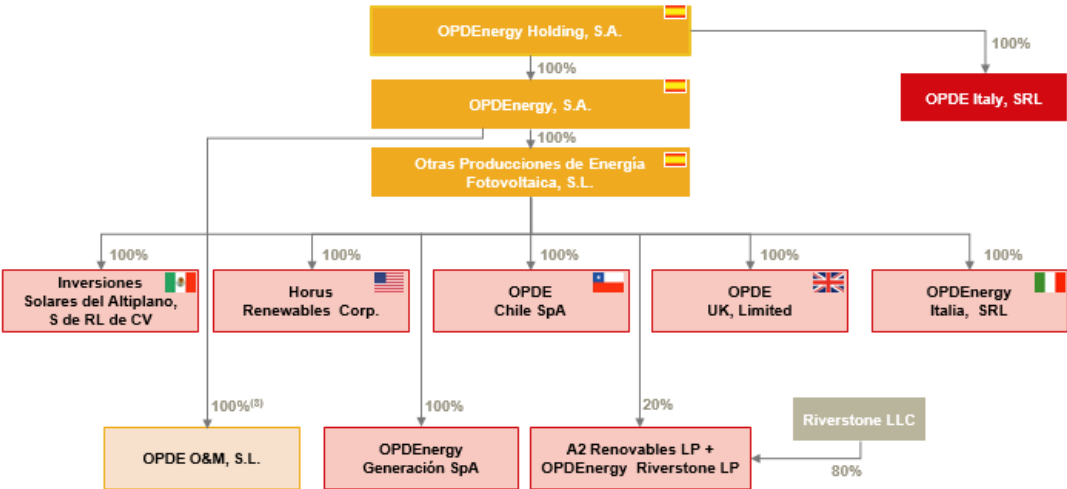 OPDEnergy Holding, S.A.
100%
100%
OPDE Italy, SRL
OPDEnergy, S.A.
100%
Otras Producciones de Energía
Fotovoltaica, S.L.
100%
100%
100%
100%
100%
Inversiones
Solares del Altiplano,
S de RL de CV
Horus
Renewables Corp.
OPDE
Chile SpA
OPDE
UK, Limited
OPDEnergy
Italia, SRL
100%(3)
100%
20%
Riverstone LLC
OPDE O&M, S.L.
OPDEnergy
Generación SpA
A2 Renovables LP +
OPDEnergy Riverstone LP
80%